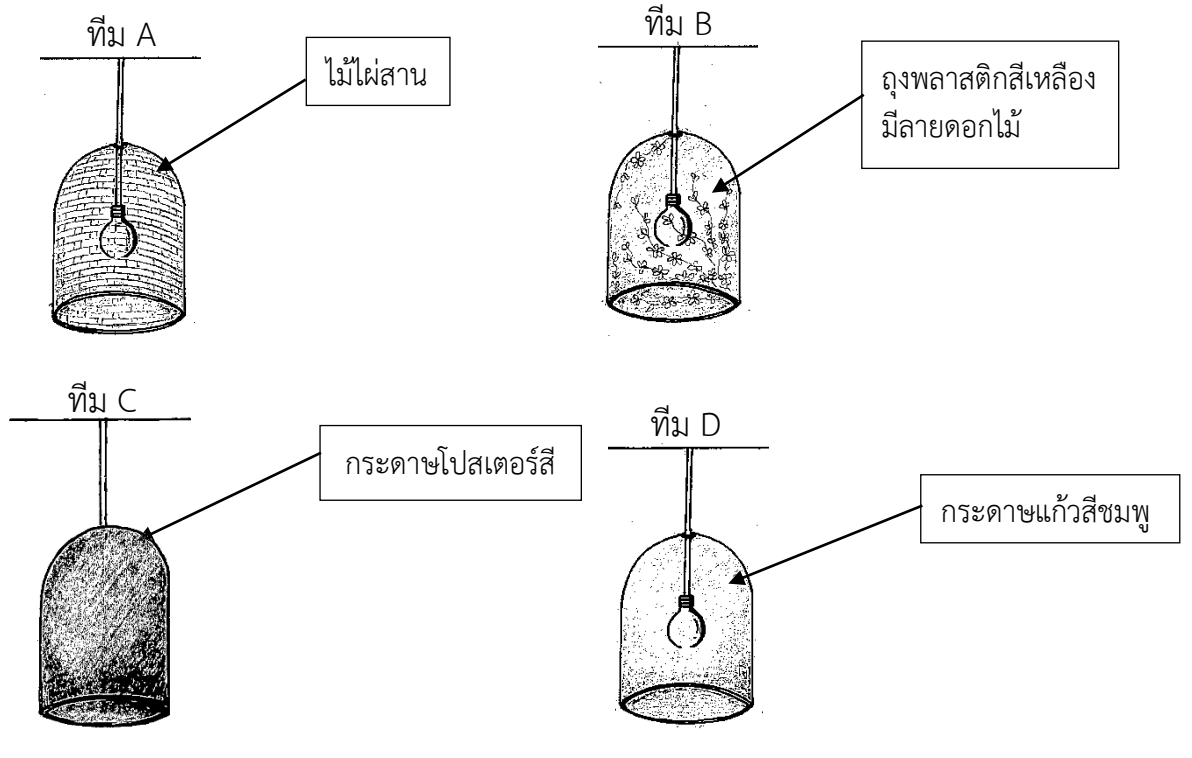 ทีม A
ไม้ไผ่สาน
ทีม B
ถุงพลาสติกสีเหลือง
มีลายดอกไม้
ทีม C
กระดาษโปสเตอร์สี
ทีม D
กระดาษแก้วสีชมพู